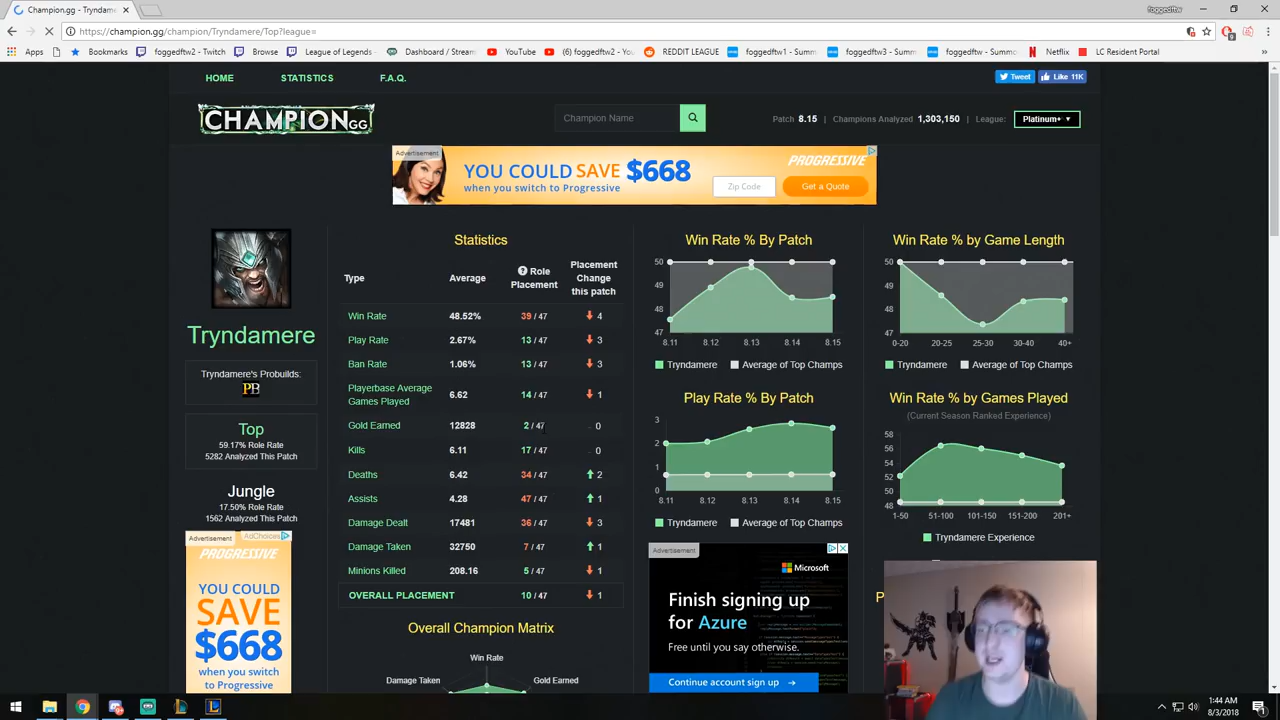 Champion.gg - Tryndame
foggedftw
https://champion.gg/champion/Tryndamere/Top?league=
Apps
Bookmarks
foggedftw2 - Twitch
Browse
League of Legends
Dashboard / Stream
YouTube
(6) foggedftw2 - You
REDDIT LEAGUE
foggedftw1 - Summ
foggedftw3 - Summ
foggedftw - Summ
Netflix
LC Resident Portal
HOME
STATISTICS
F.A.Q.
Tweet
Like 11K
CHAMPION GG
Champion Name
Patch 8.15 | Champions Analyzed 1,303,150 | League: Platinum+
Advertisement
YOU COULD SAVE $668
when you switch to Progressive
PROGRESSIVE
Zip Code
Get a Quote
Tryndamere
Tryndamere's Probuilds:
PB
Top
59.17% Role Rate
5282 Analyzed This Patch
Jungle
17.50% Role Rate
1562 Analyzed This Patch
Advertisement
AdChoices
PROGRESSIVE
YOU COULD
SAVE
$668
when you switch
to Progressive
Statistics
Type Average Role Placement Placement Change this patch
Win Rate 48.52% 39 / 47 4
Play Rate 2.67% 13 / 47 3
Ban Rate 1.06% 13 / 47 3
Playerbase Average Games Played 6.62 14 / 47 1
Gold Earned 12828 2 / 47 0
Kills 6.11 17 / 47 0
Deaths 6.42 34 / 47 2
Assists 4.28 47 / 47 1
Damage Dealt 17481 36 / 47 3
Damage Taken 32750 7 / 47 1
Minions Killed 208.16 5 / 47 1
OVERALL PLACEMENT 10 / 47 1
Overall Champion Matrix
Win Rate
Damage Taken
Gold Earned
Win Rate % By Patch
50
49
48
47
8.11 8.12 8.13 8.14 8.15
Tryndamere Average of Top Champs
Play Rate % By Patch
3
2
1
0
8.11 8.12 8.13 8.14 8.15
Tryndamere Average of Top Champs
Advertisement
Microsoft
Finish signing up
for Azure
Free until you say otherwise.
Continue account sign up
Win Rate % by Game Length
50
49
48
47
0-20 20-25 25-30 30-40 40+
Tryndamere Average of Top Champs
Win Rate % by Games Played
(Current Season Ranked Experience)
58
56
54
52
50
48
1-50 51-100 101-150 151-200 201+
Tryndamere Experience
P
1:44 AM
8/3/2018